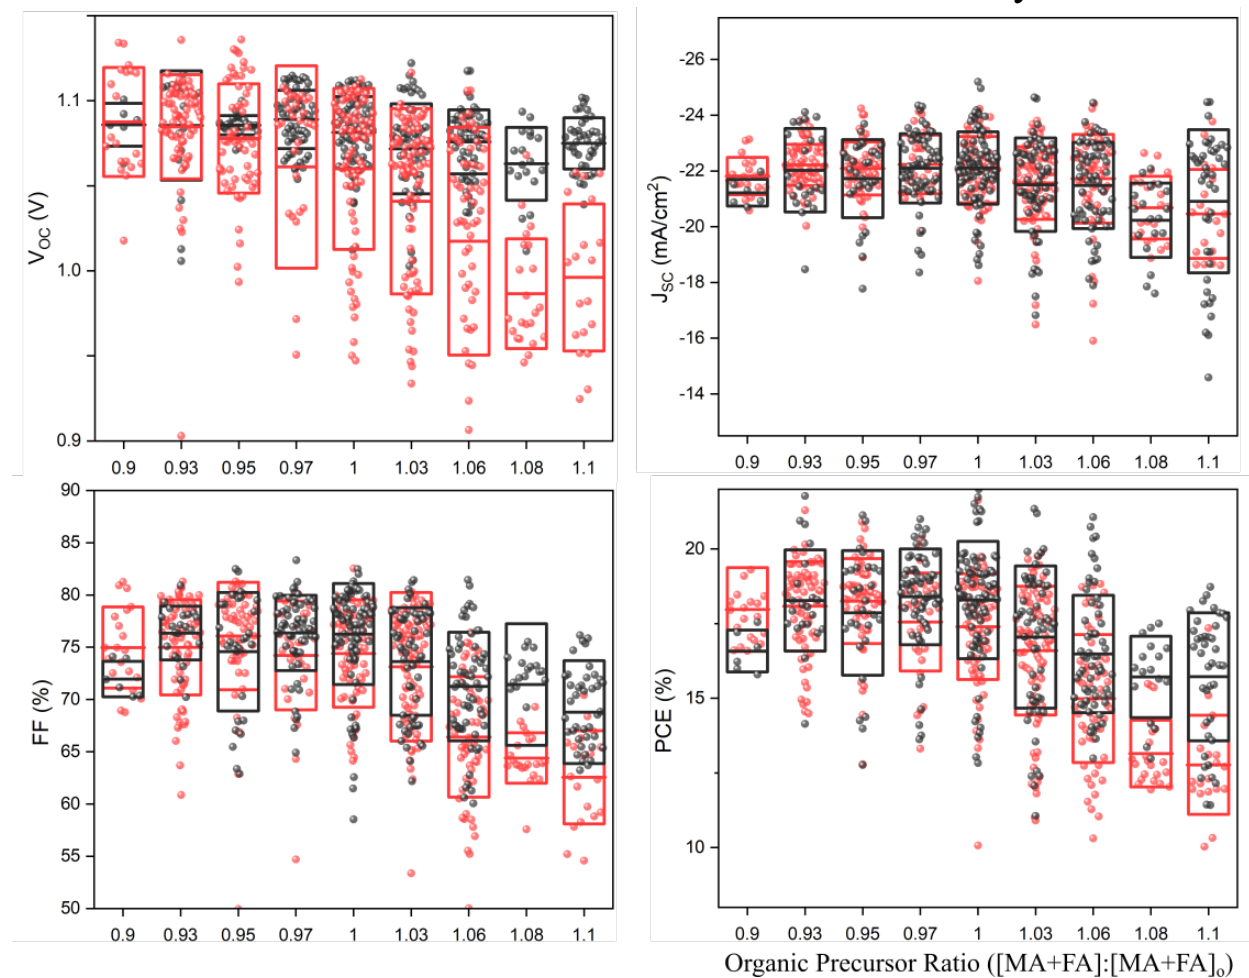 1.1
1.0
0.9
V_OC (V)
0.9 0.93 0.95 0.97 1 1.03 1.06 1.08 1.1
-26
-24
-22
-20
-18
-16
-14
J_SC (mA/cm²)
0.9 0.93 0.95 0.97 1 1.03 1.06 1.08 1.1
90
85
80
75
70
65
60
55
50
FF (%)
0.9 0.93 0.95 0.97 1 1.03 1.06 1.08 1.1
20
15
10
PCE (%)
0.9 0.93 0.95 0.97 1 1.03 1.06 1.08 1.1
Organic Precursor Ratio ([MA+FA]:[MA+FA]₀)